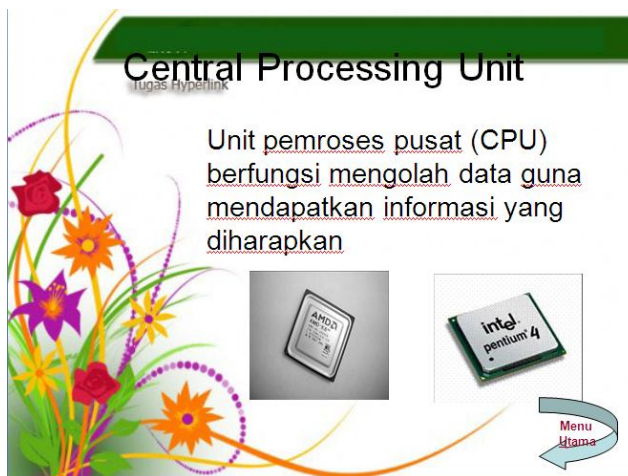 Central Processing Unit
Tugas Hyperlink
Unit pemroses pusat (CPU)
berfungsi mengolah data guna
mendapatkan informasi yang
diharapkan
AMD
intel
pentium 4
Menu
Utama